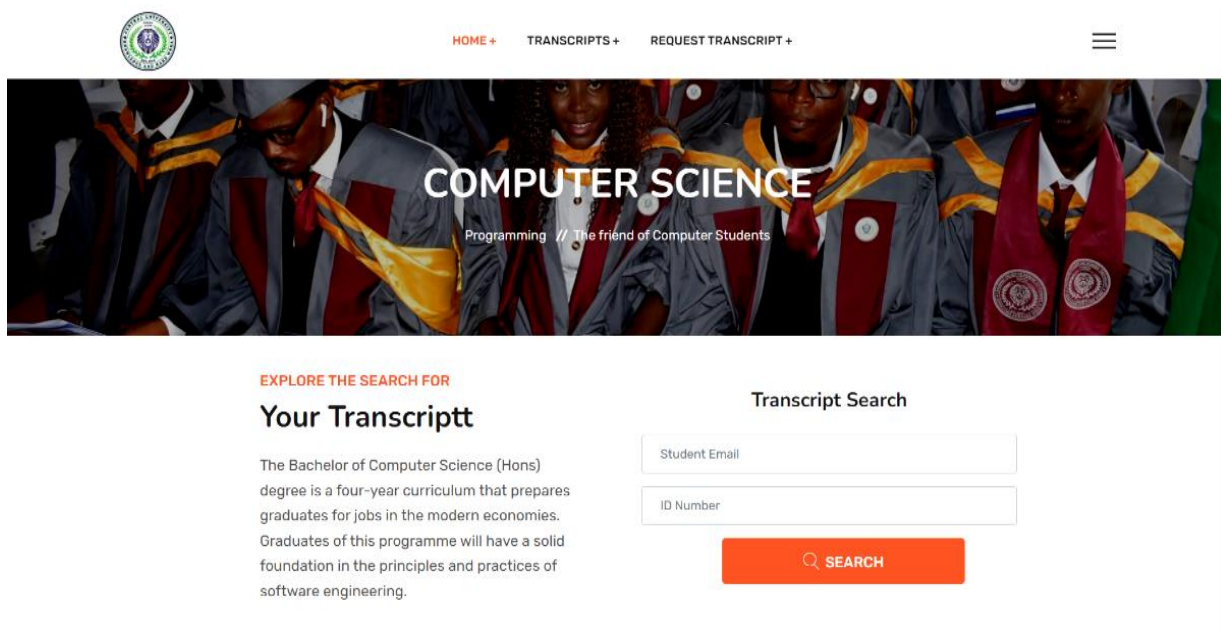 CENTRAL UNIVERSITY
HOME +
TRANSCRIPTS +
REQUEST TRANSCRIPT +
COMPUTER SCIENCE
Programming // The friend of Computer Students
EXPLORE THE SEARCH FOR
Your Transcriptt
The Bachelor of Computer Science (Hons)
degree is a four-year curriculum that prepares
graduates for jobs in the modern economies.
Graduates of this programme will have a solid
foundation in the principles and practices of
software engineering.
Transcript Search
Student Email
ID Number
SEARCH